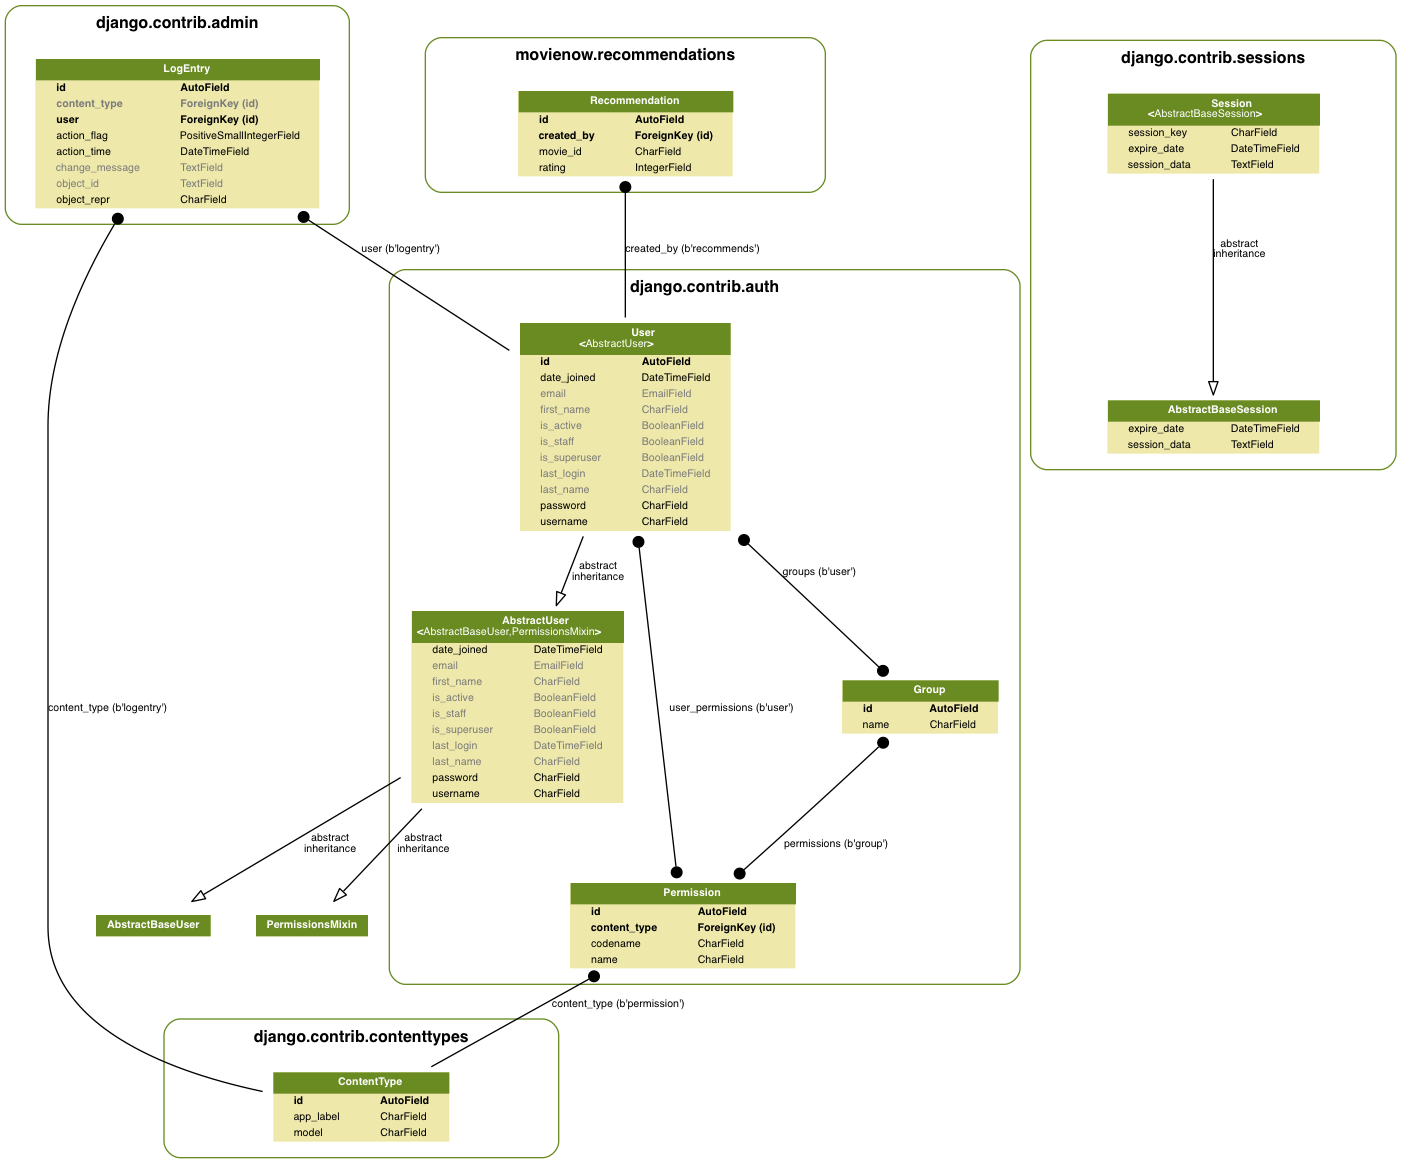 django.contrib.admin
LogEntry
id AutoField
content_type ForeignKey (id)
user ForeignKey (id)
action_flag PositiveSmallIntegerField
action_time DateTimeField
change_message TextField
object_id TextField
object_repr CharField
movienow.recommendations
Recommendation
id AutoField
created_by ForeignKey (id)
movie_id CharField
rating IntegerField
django.contrib.sessions
Session
<AbstractBaseSession>
session_key CharField
expire_date DateTimeField
session_data TextField
abstract
inheritance
AbstractBaseSession
expire_date DateTimeField
session_data TextField
user (b'logentry')
created_by (b'recommends')
django.contrib.auth
User
<AbstractUser>
id AutoField
date_joined DateTimeField
email EmailField
first_name CharField
is_active BooleanField
is_staff BooleanField
is_superuser BooleanField
last_login DateTimeField
last_name CharField
password CharField
username CharField
abstract
inheritance
groups (b'user')
AbstractUser
<AbstractBaseUser,PermissionsMixin>
date_joined DateTimeField
email EmailField
first_name CharField
is_active BooleanField
is_staff BooleanField
is_superuser BooleanField
last_login DateTimeField
last_name CharField
password CharField
username CharField
Group
id AutoField
name CharField
content_type (b'logentry')
user_permissions (b'user')
abstract
inheritance
abstract
inheritance
permissions (b'group')
AbstractBaseUser
PermissionsMixin
Permission
id AutoField
content_type ForeignKey (id)
codename CharField
name CharField
content_type (b'permission')
django.contrib.contenttypes
ContentType
id AutoField
app_label CharField
model CharField